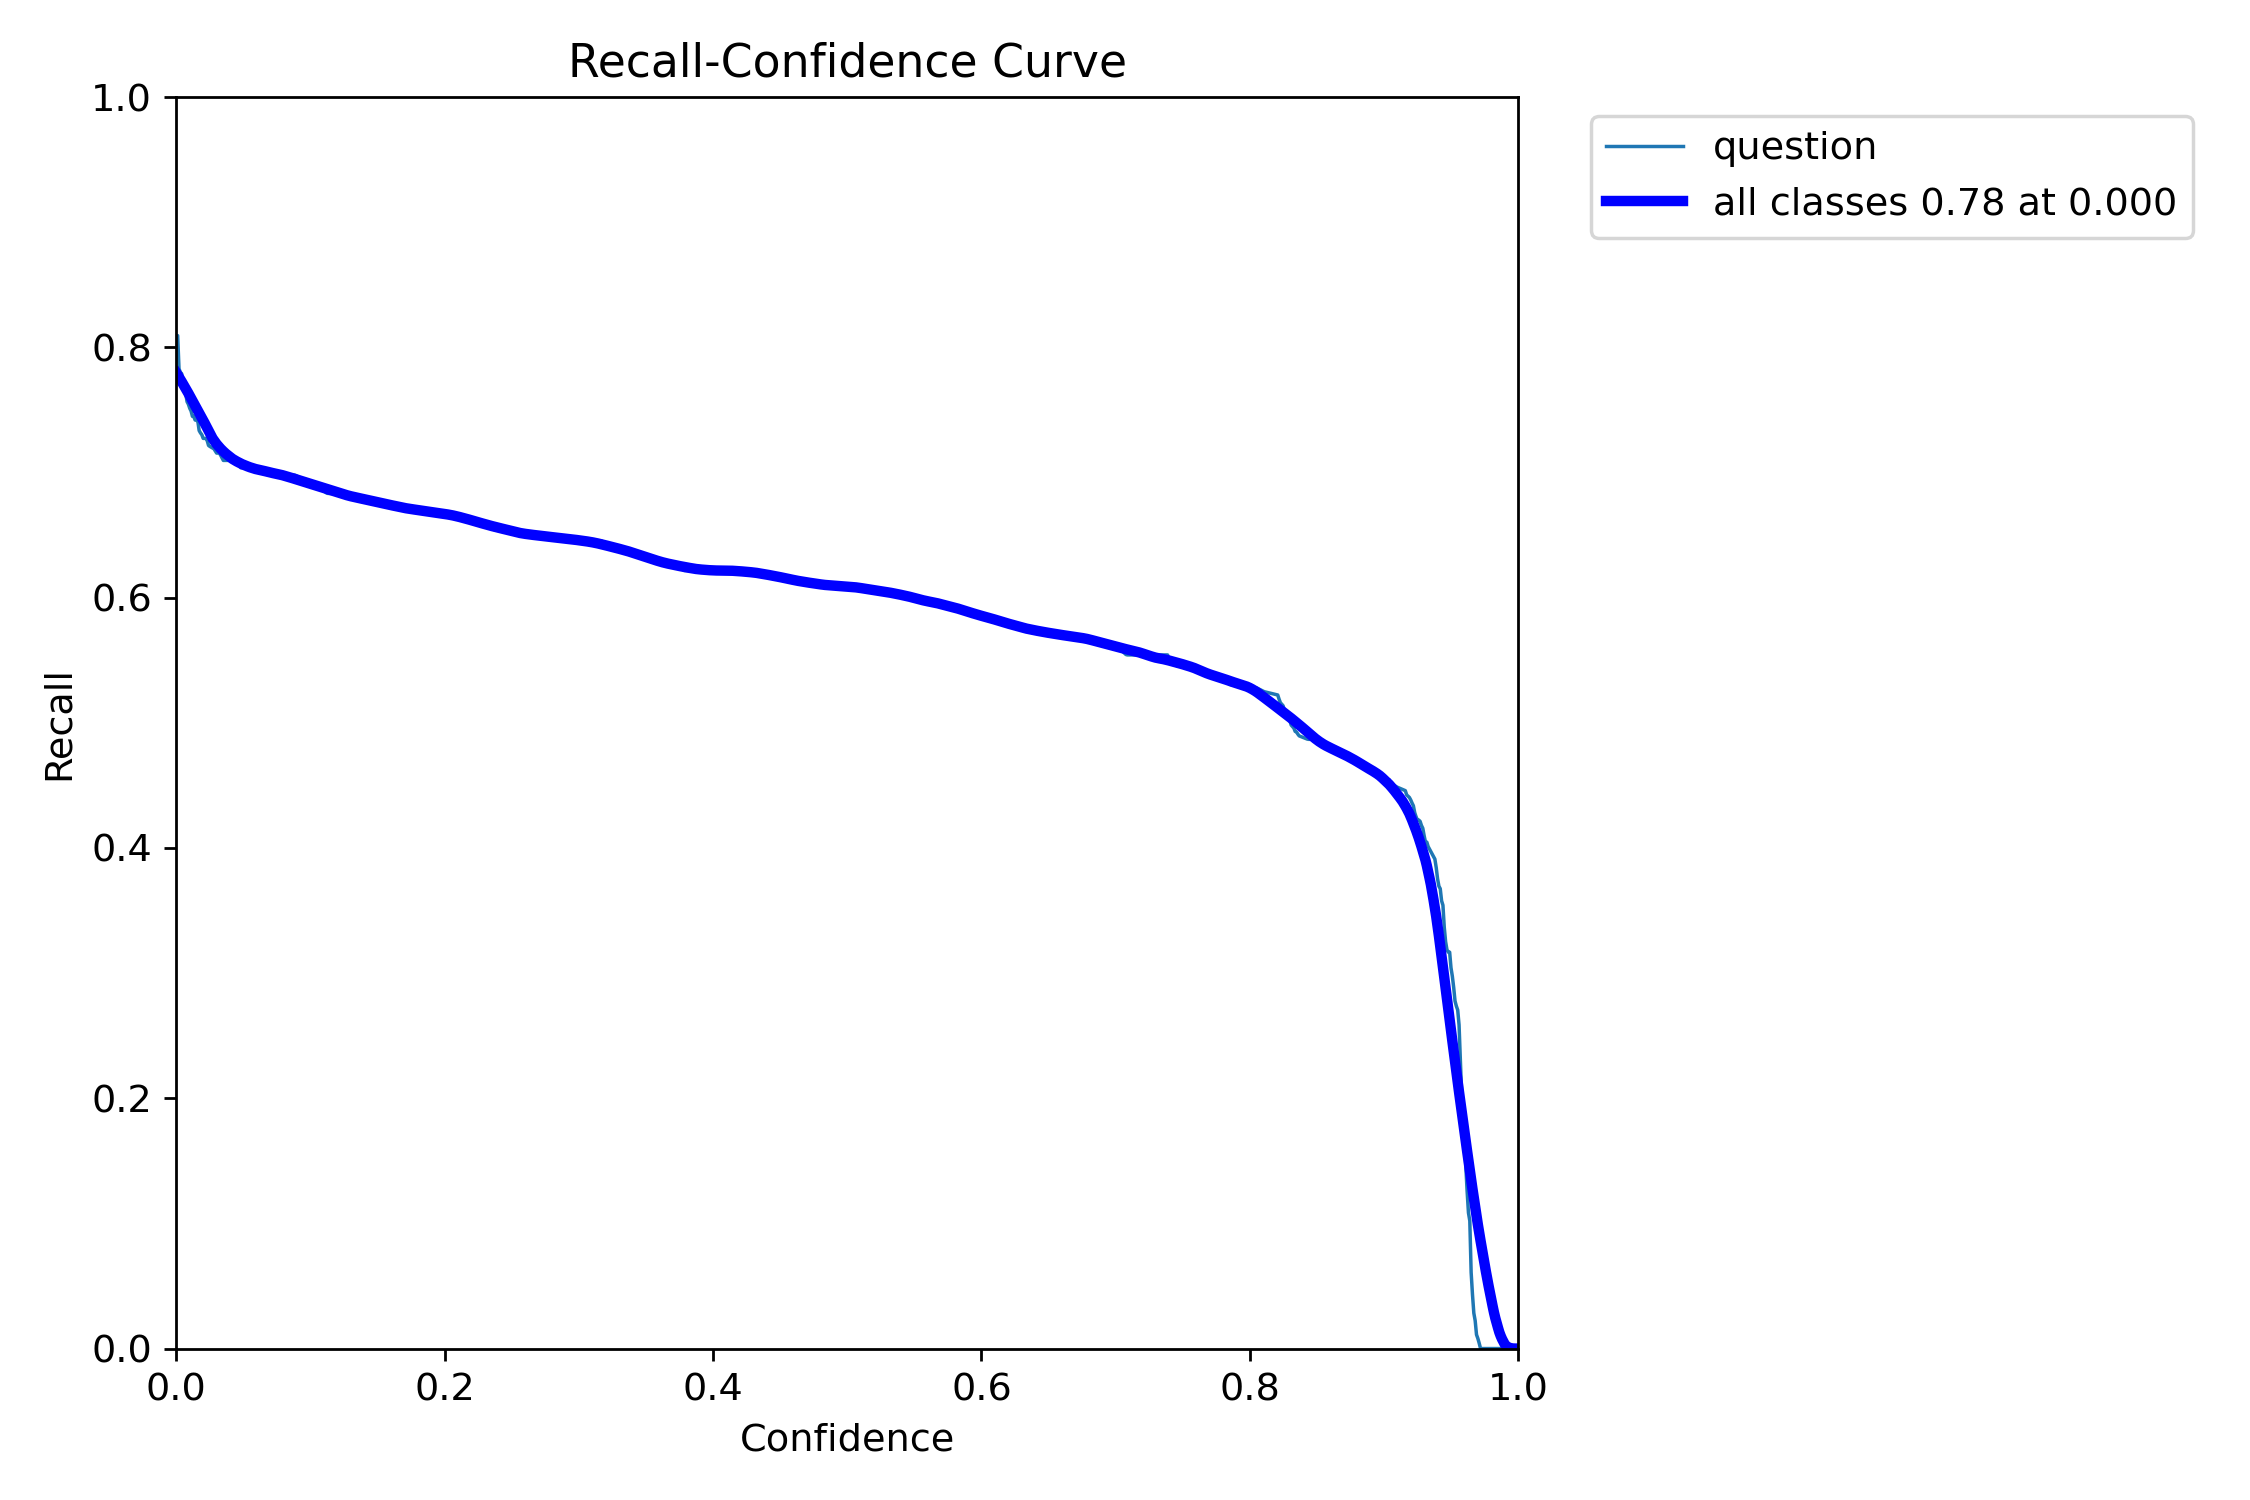 Recall-Confidence Curve
1.0
0.8
0.6
0.4
0.2
0.0
Recall
0.0 0.2 0.4 0.6 0.8 1.0
Confidence
question
all classes 0.78 at 0.000